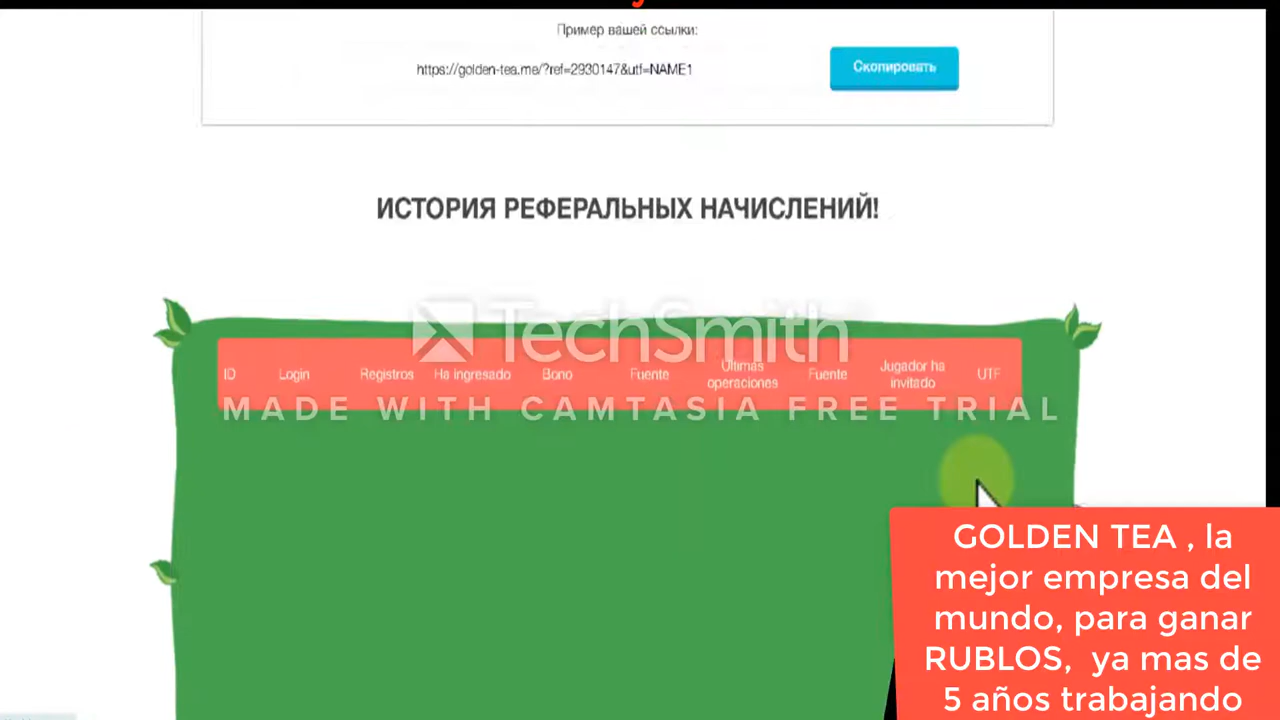 Пример вашей ссылки:
https://golden-tea.me/?ref=2930147&utf=NAME1
Скопировать
ИСТОРИЯ РЕФЕРАЛЬНЫХ НАЧИСЛЕНИЙ!
TechSmith
ID Login Registros Ha ingresado Bono Fuente Últimas operaciones Fuente Jugador ha invitado UTF
MADE WITH CAMTASIA FREE TRIAL
GOLDEN TEA , la
mejor empresa del
mundo, para ganar
RUBLOS, ya mas de
5 años trabajando